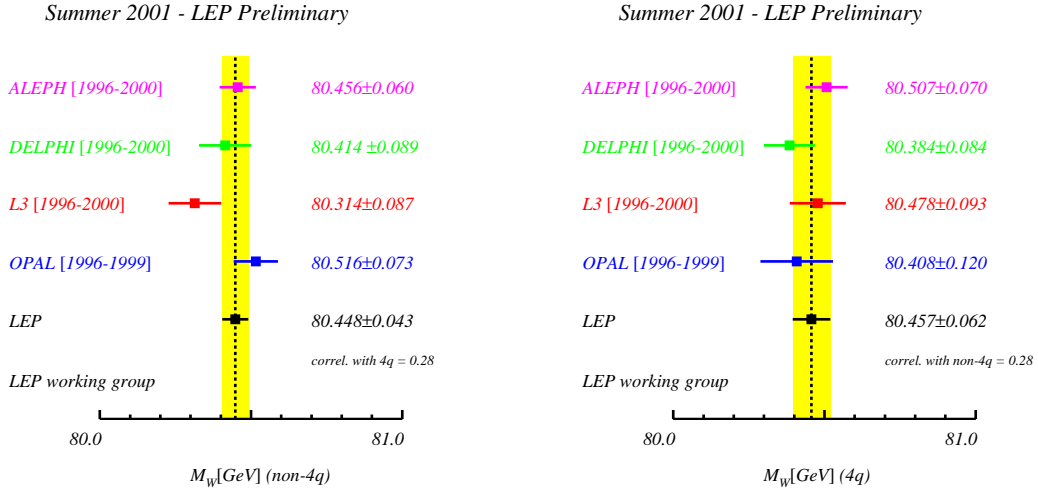 Summer 2001 - LEP Preliminary
ALEPH [1996-2000] 80.456±0.060
DELPHI [1996-2000] 80.414 ±0.089
L3 [1996-2000] 80.314±0.087
OPAL [1996-1999] 80.516±0.073
LEP 80.448±0.043
correl. with 4q = 0.28
LEP working group
80.0 81.0
M_W[GeV] (non-4q)
Summer 2001 - LEP Preliminary
ALEPH [1996-2000] 80.507±0.070
DELPHI [1996-2000] 80.384±0.084
L3 [1996-2000] 80.478±0.093
OPAL [1996-1999] 80.408±0.120
LEP 80.457±0.062
correl. with non-4q = 0.28
LEP working group
80.0 81.0
M_W[GeV] (4q)